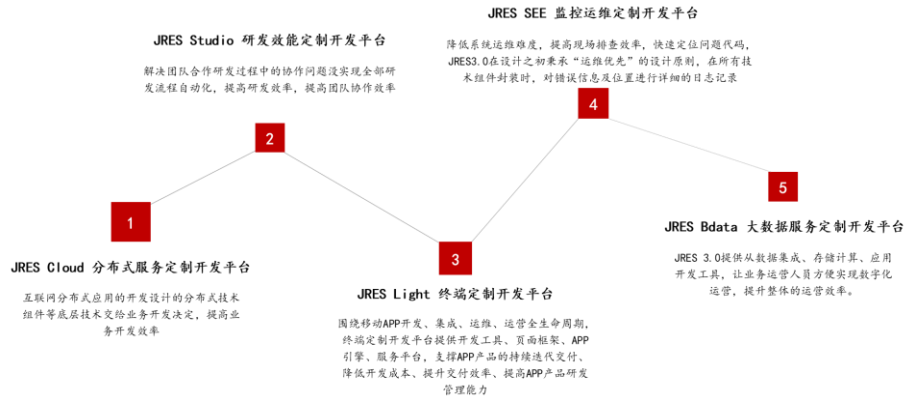 1
JRES Cloud 分布式服务定制开发平台
互联网分布式应用的开发设计的分布式技术
组件等底层技术交给业务开发决定，提高业
务开发效率
2
JRES Studio 研发效能定制开发平台
解决团队合作研发过程中的协作问题没实现全部研
发流程自动化，提高研发效率，提高团队协作效率
3
JRES Light 终端定制开发平台
围绕移动APP开发、集成、运维、运营全生命周期，
终端定制开发平台提供开发工具、页面框架、APP
引擎、服务平台，支撑APP产品的持续迭代交付、
降低开发成本、提升交付效率、提高APP产品研发
管理能力
4
JRES SEE 监控运维定制开发平台
降低系统运维难度，提高现场排查效率，快速定位问题代码，
JRES3.0在设计之初秉承“运维优先”的设计原则，在所有技
术组件封装时，对错误信息及位置进行详细的日志记录
5
JRES Bdata 大数据服务定制开发平台
JRES 3.0提供从数据集成、存储计算、应用
开发工具，让业务运营人员方便实现数字化
运营，提升整体的运营效率。